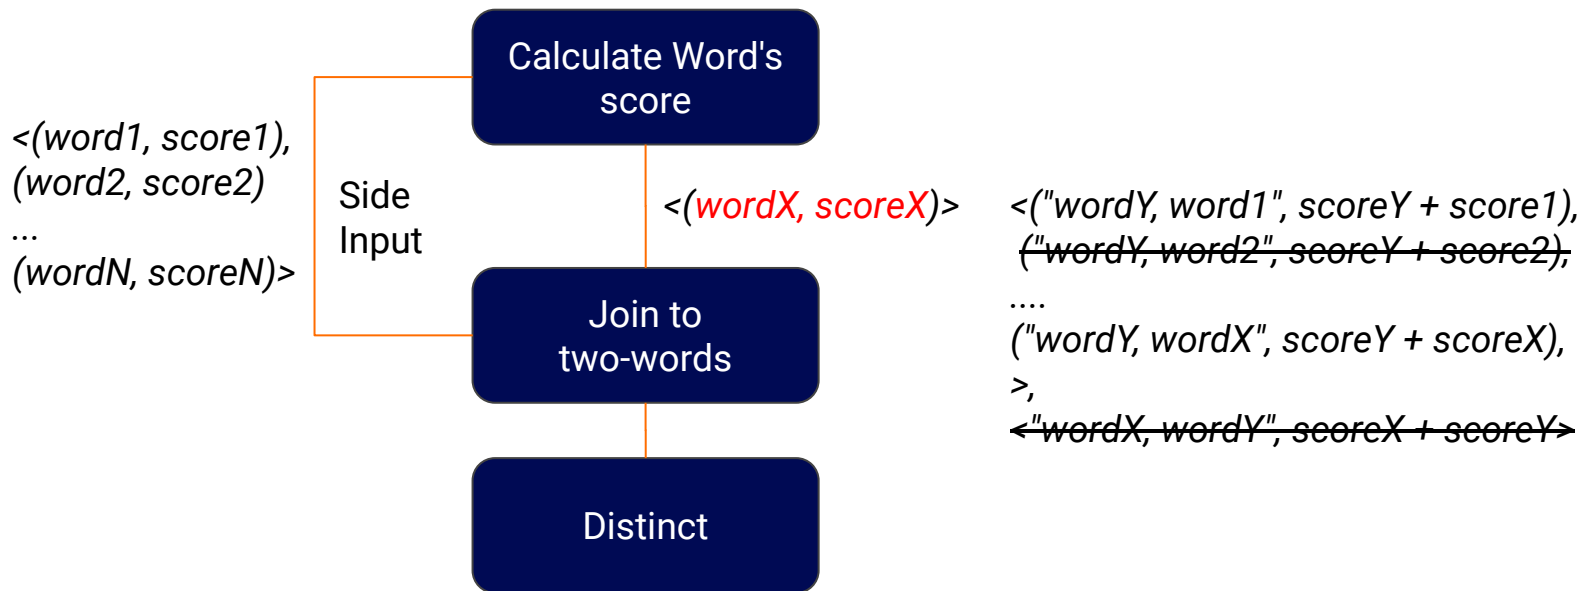 Calculate Word's
score
<(word1, score1),
(word2, score2)
...
(wordN, scoreN)>
Side
Input
<(wordX, scoreX)>
<("wordY, word1", scoreY + score1),
("wordY, word2", scoreY + score2),
....
("wordY, wordX", scoreY + scoreX),
>,
<"wordX, wordY", scoreX + scoreY>
Join to
two-words
Distinct